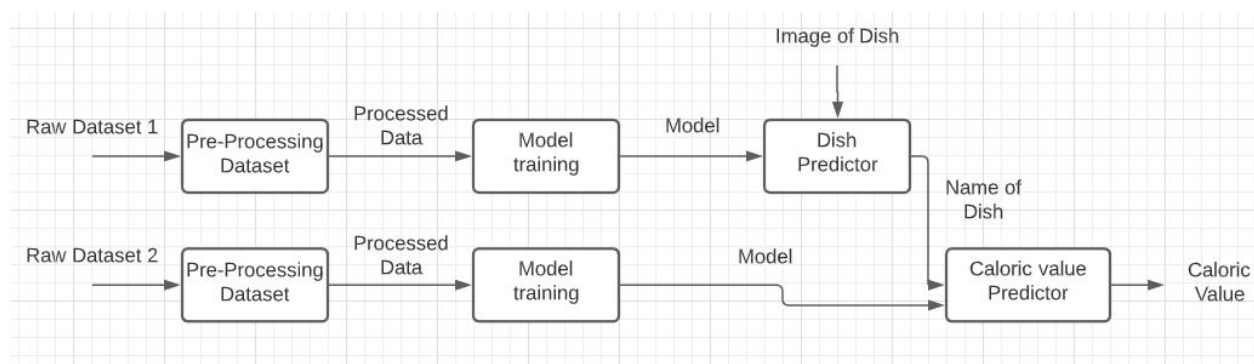 Image of Dish
Raw Dataset 1
Pre-Processing
Dataset
Processed
Data
Model
training
Model
Dish
Predictor
Name of
Dish
Raw Dataset 2
Pre-Processing
Dataset
Processed
Data
Model
training
Model
Caloric value
Predictor
Caloric
Value